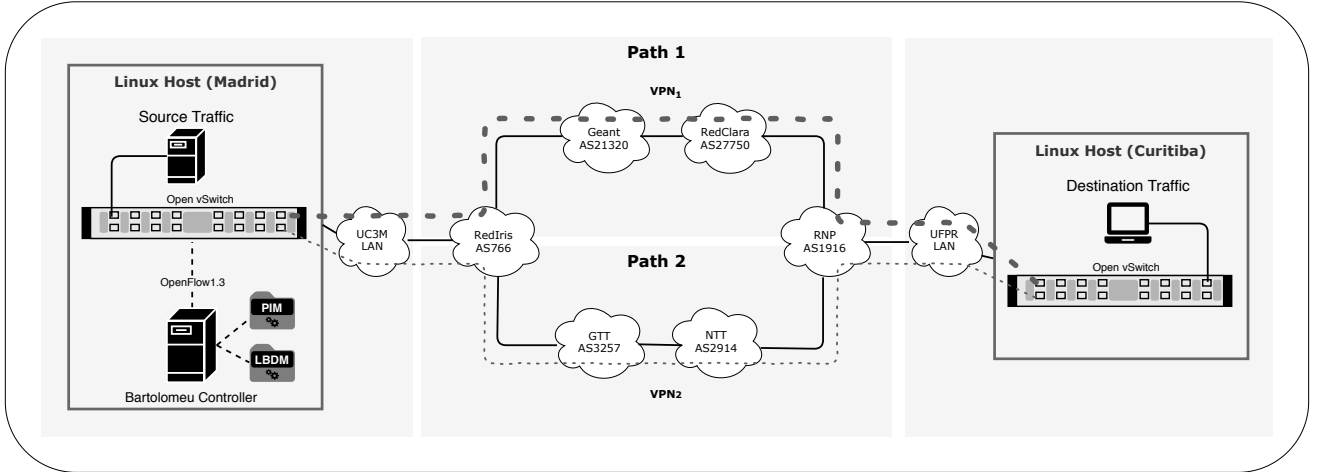 Path 1
VPN1
Linux Host (Madrid)
Source Traffic
Open vSwitch
OpenFlow1.3
PIM
LBDM
Bartolomeu Controller
UC3M
LAN
RedIris
AS766
Geant
AS21320
RedClara
AS27750
Path 2
GTT
AS3257
NTT
AS2914
VPN2
RNP
AS1916
UFPR
LAN
Linux Host (Curitiba)
Destination Traffic
Open vSwitch